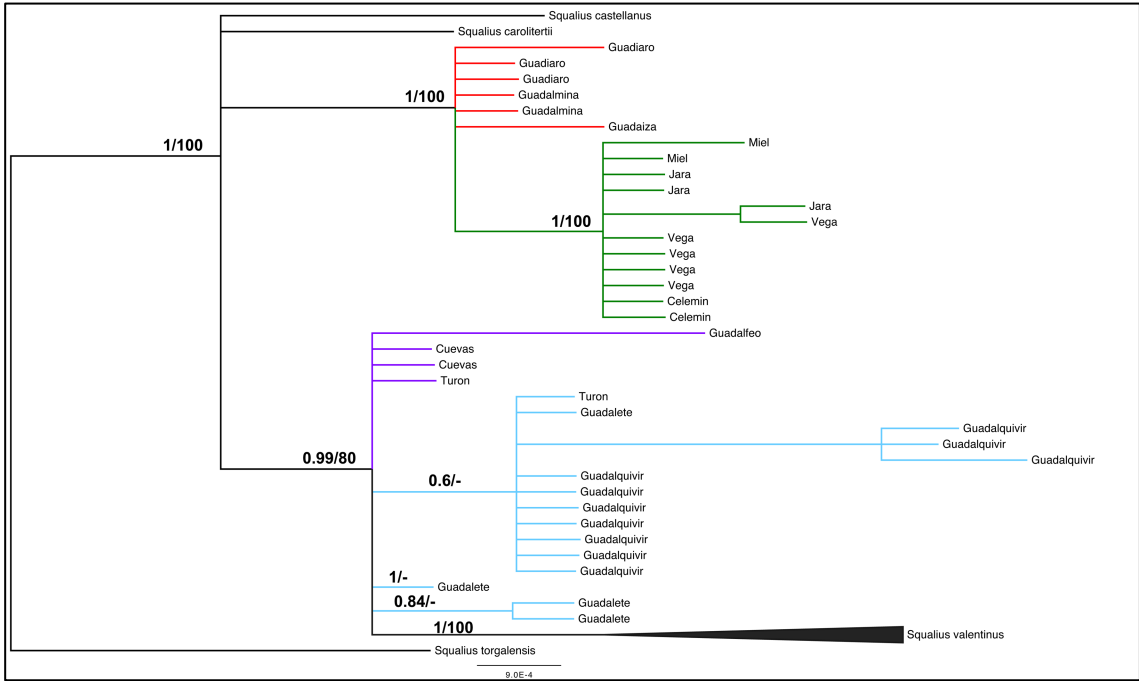 Squalius castellanus
Squalius carolitertii
Guadiaro
Guadiaro
Guadiaro
1/100
Guadalmina
Guadalmina
Guadaiza
Miel
1/100
Miel
Jara
Jara
Jara
1/100
Vega
Vega
Vega
Vega
Vega
Celemin
Celemin
Guadalfeo
Cuevas
Cuevas
Turon
Turon
Guadalete
Guadalquivir
Guadalquivir
0.99/80
Guadalquivir
Guadalquivir
0.6/-
Guadalquivir
Guadalquivir
Guadalquivir
Guadalquivir
Guadalquivir
Guadalquivir
1/-
Guadalete
0.84/-
Guadalete
Guadalete
1/100
Squalius valentinus
Squalius torgalensis
9.0E-4